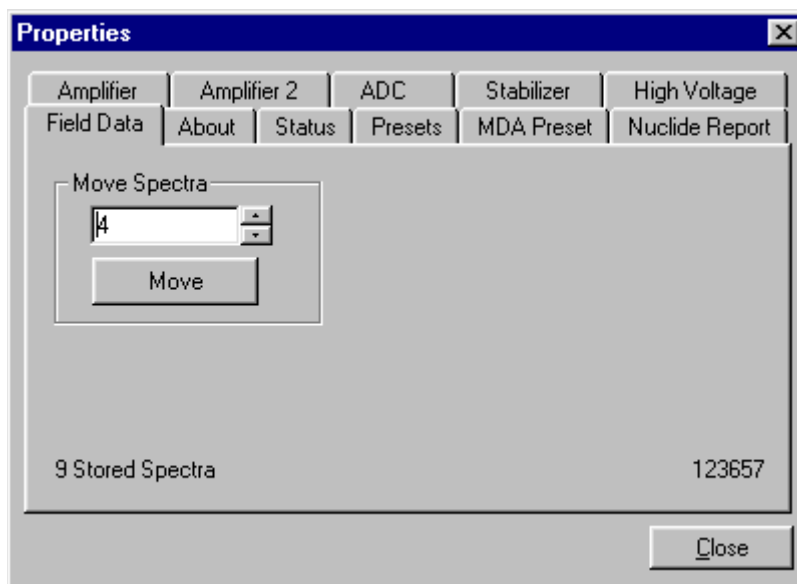 Properties
Amplifier Amplifier 2 ADC Stabilizer High Voltage
Field Data About Status Presets MDA Preset Nuclide Report
Move Spectra
4
Move
9 Stored Spectra 123657
Close